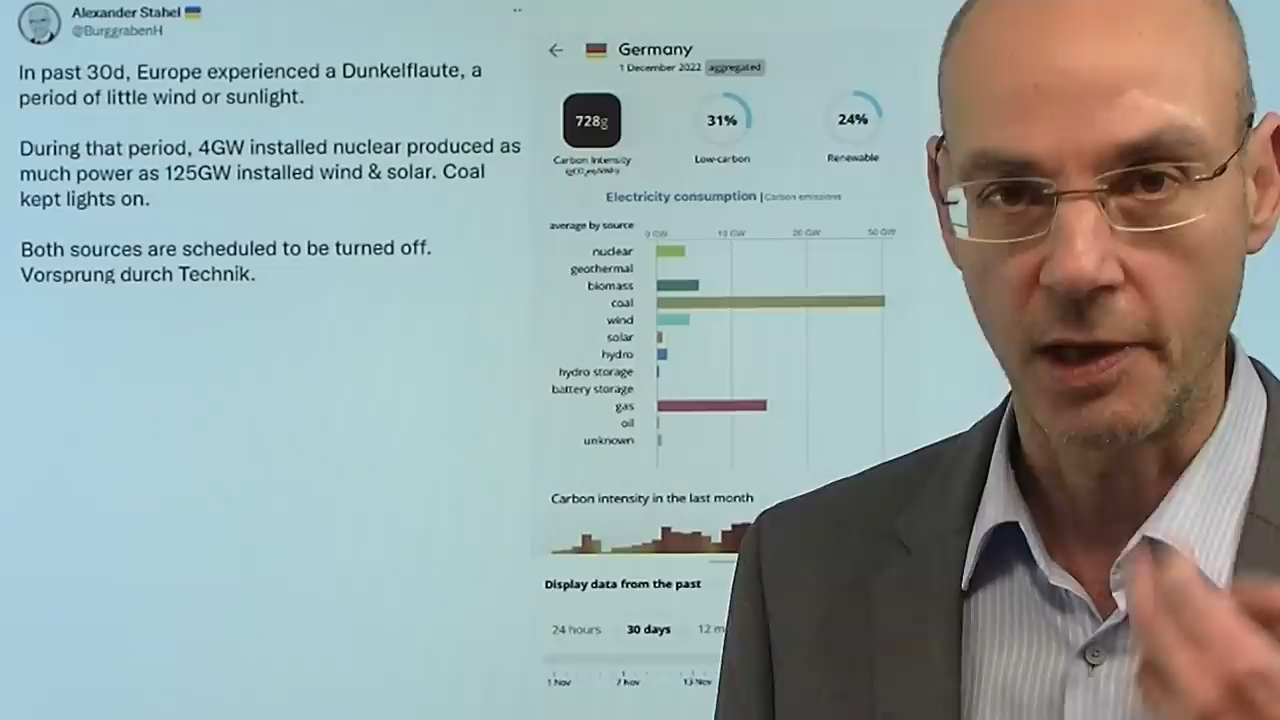 Alexander Stahel
@BurggrabenH
In past 30d, Europe experienced a Dunkelflaute, a
period of little wind or sunlight.
During that period, 4GW installed nuclear produced as
much power as 125GW installed wind & solar. Coal
kept lights on.
Both sources are scheduled to be turned off.
Vorsprung durch Technik.
Germany
1 December 2022 aggregated
728g
31%
24%
Carbon Intensity
Low-carbon
Renewable
Electricity consumption | Carbon emissions
average by source
0 GW 10 GW 20 GW
nuclear
geothermal
biomass
coal
wind
solar
hydro
hydro storage
battery storage
gas
oil
unknown
Carbon intensity in the last month
Display data from the past
24 hours 30 days 12 m
1 Nov 7 Nov 13 Nov